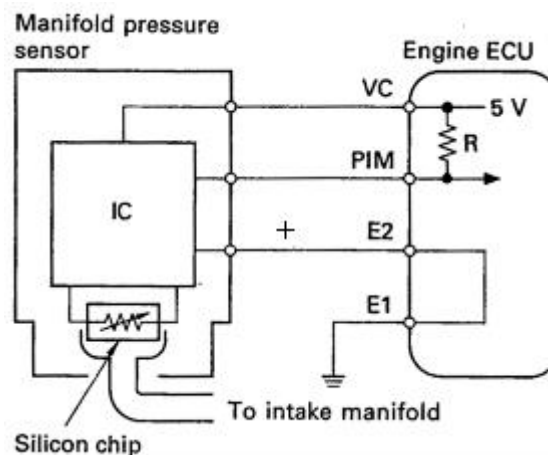 Manifold pressure
sensor
Engine ECU
VC
5 V
R
PIM
IC
E2
E1
To intake manifold
Silicon chip